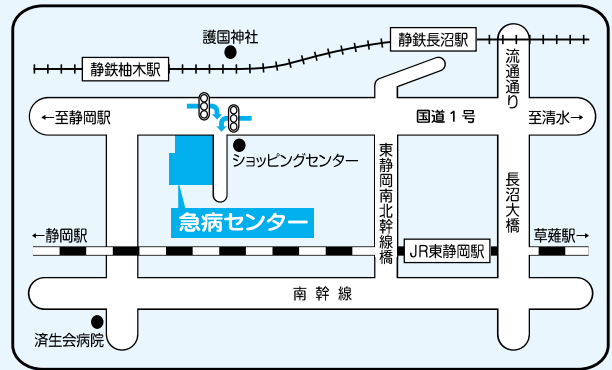 護国神社
静鉄長沼駅
静鉄柚木駅
流通通り
←至静岡駅
国道1号
至清水→
ショッピングセンター
東静岡南北幹線橋
長沼大橋
急病センター
←静岡駅
草薙駅→
JR東静岡駅
南幹線
済生会病院